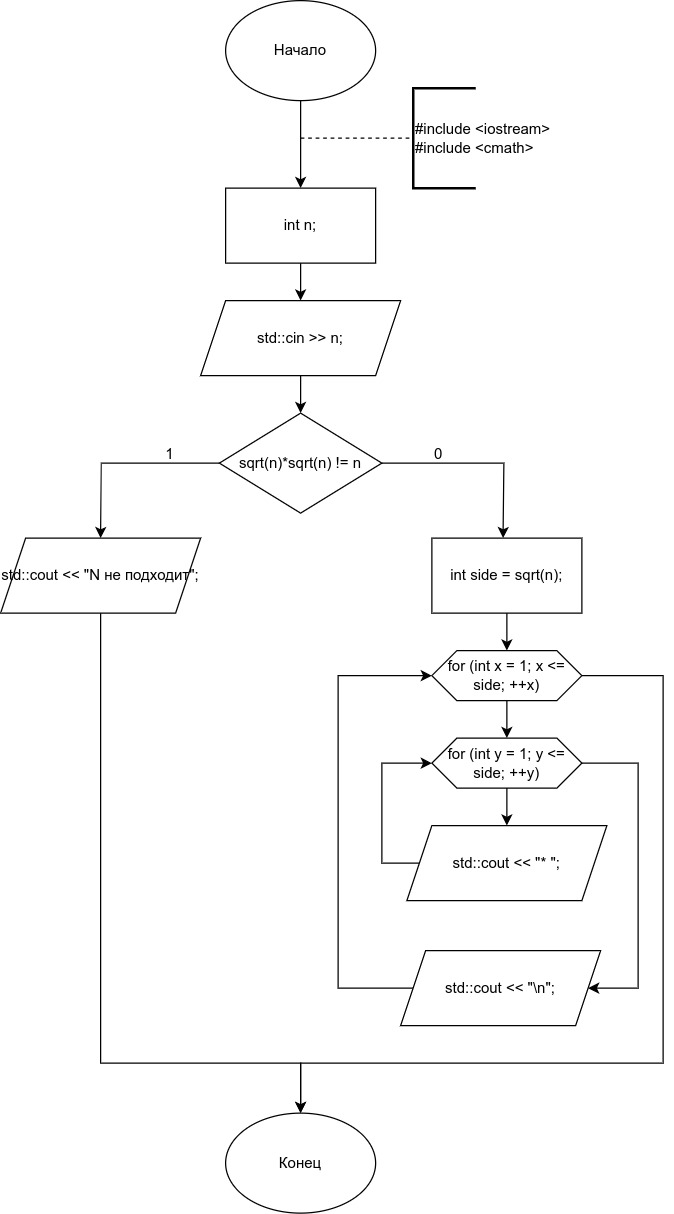 Начало
#include <iostream>
#include <cmath>
int n;
std::cin >> n;
sqrt(n)*sqrt(n) != n
1
0
std::cout << "N не подходит";
int side = sqrt(n);
for (int x = 1; x <=
side; ++x)
for (int y = 1; y <=
side; ++y)
std::cout << "* ";
std::cout << "\n";
Конец